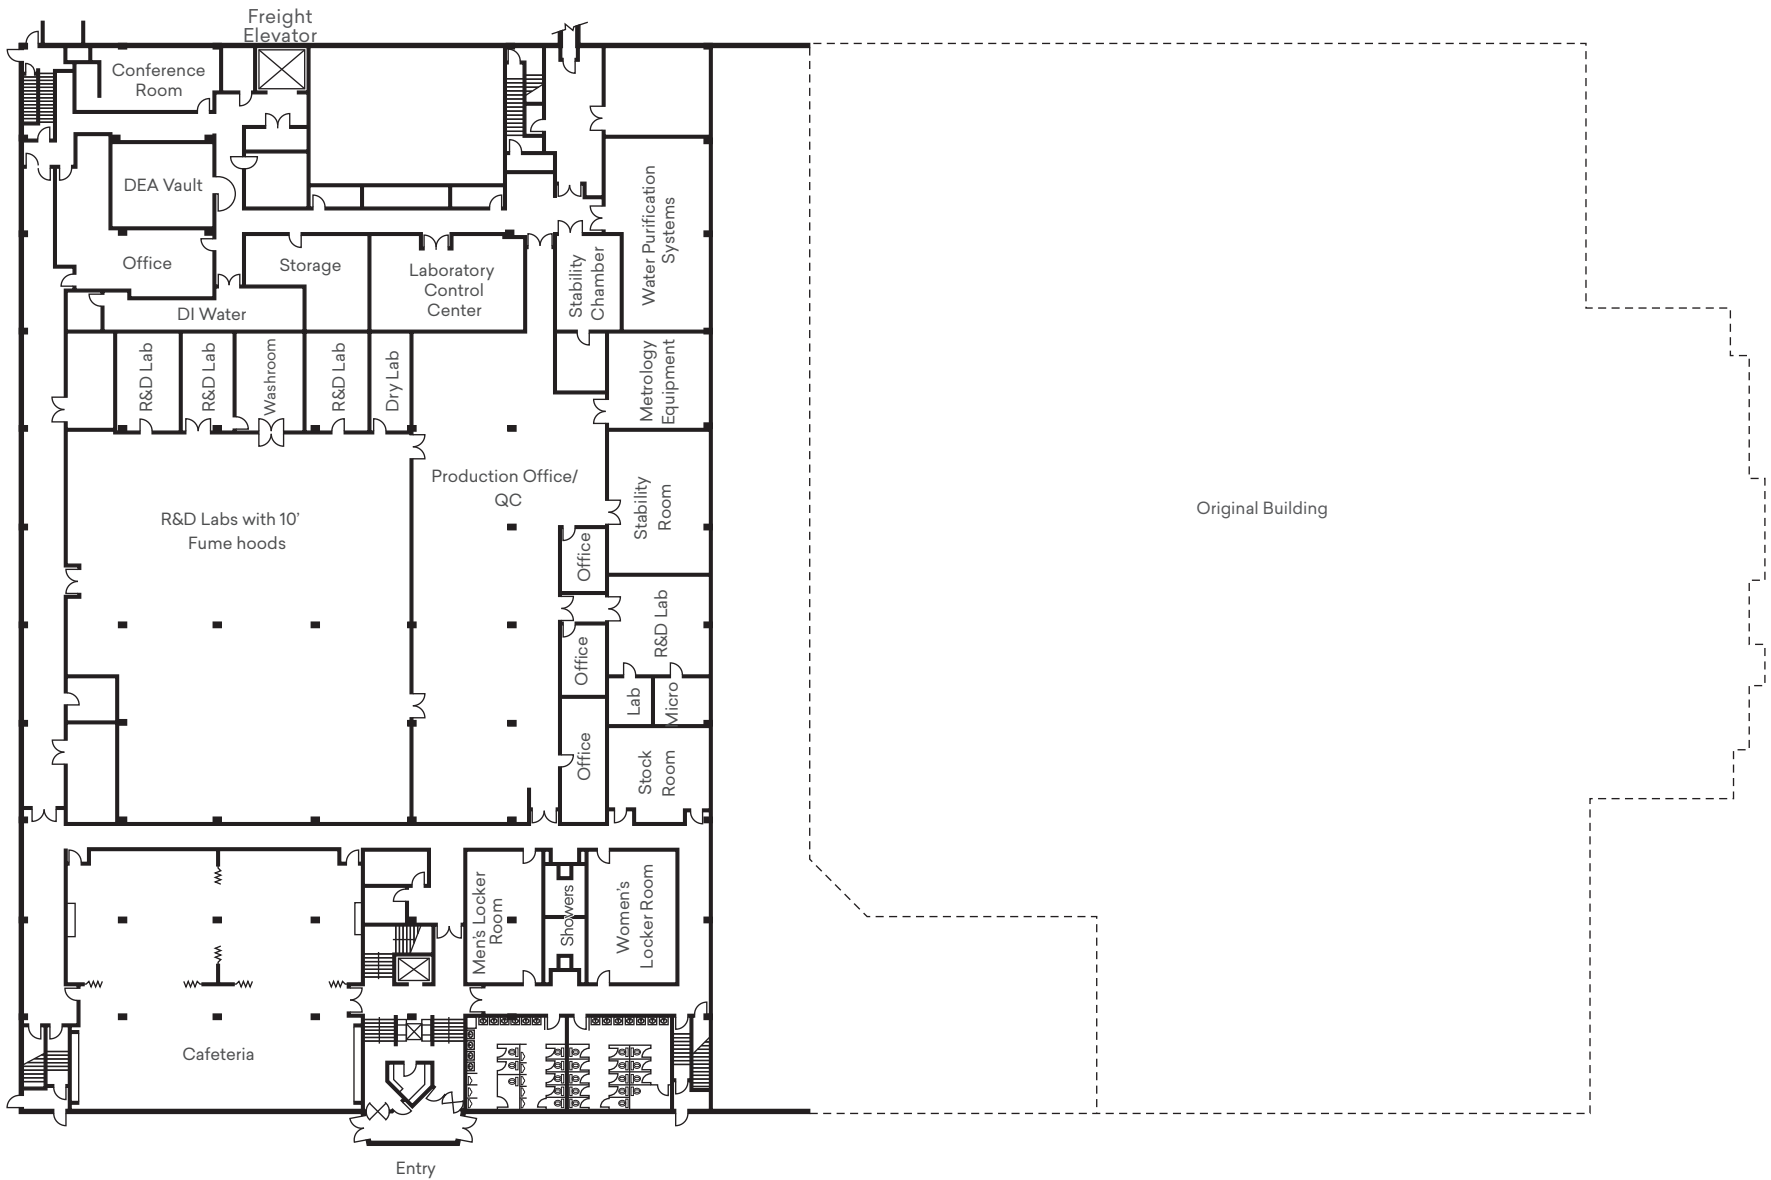 Freight
Elevator
Conference
Room
DEA Vault
Office
Storage
Laboratory
Control
Center
Stability
Chamber
Water Purification
Systems
DI Water
R&D Lab
R&D Lab
Washroom
R&D Lab
Dry Lab
Metrology
Equipment
Production Office/
QC
Stability
Room
R&D Labs with 10’
Fume hoods
Original Building
Office
R&D Lab
Office
Lab
Micro
Office
Stock
Room
Men’s Locker
Room
Showers
Women’s
Locker Room
Cafeteria
Entry